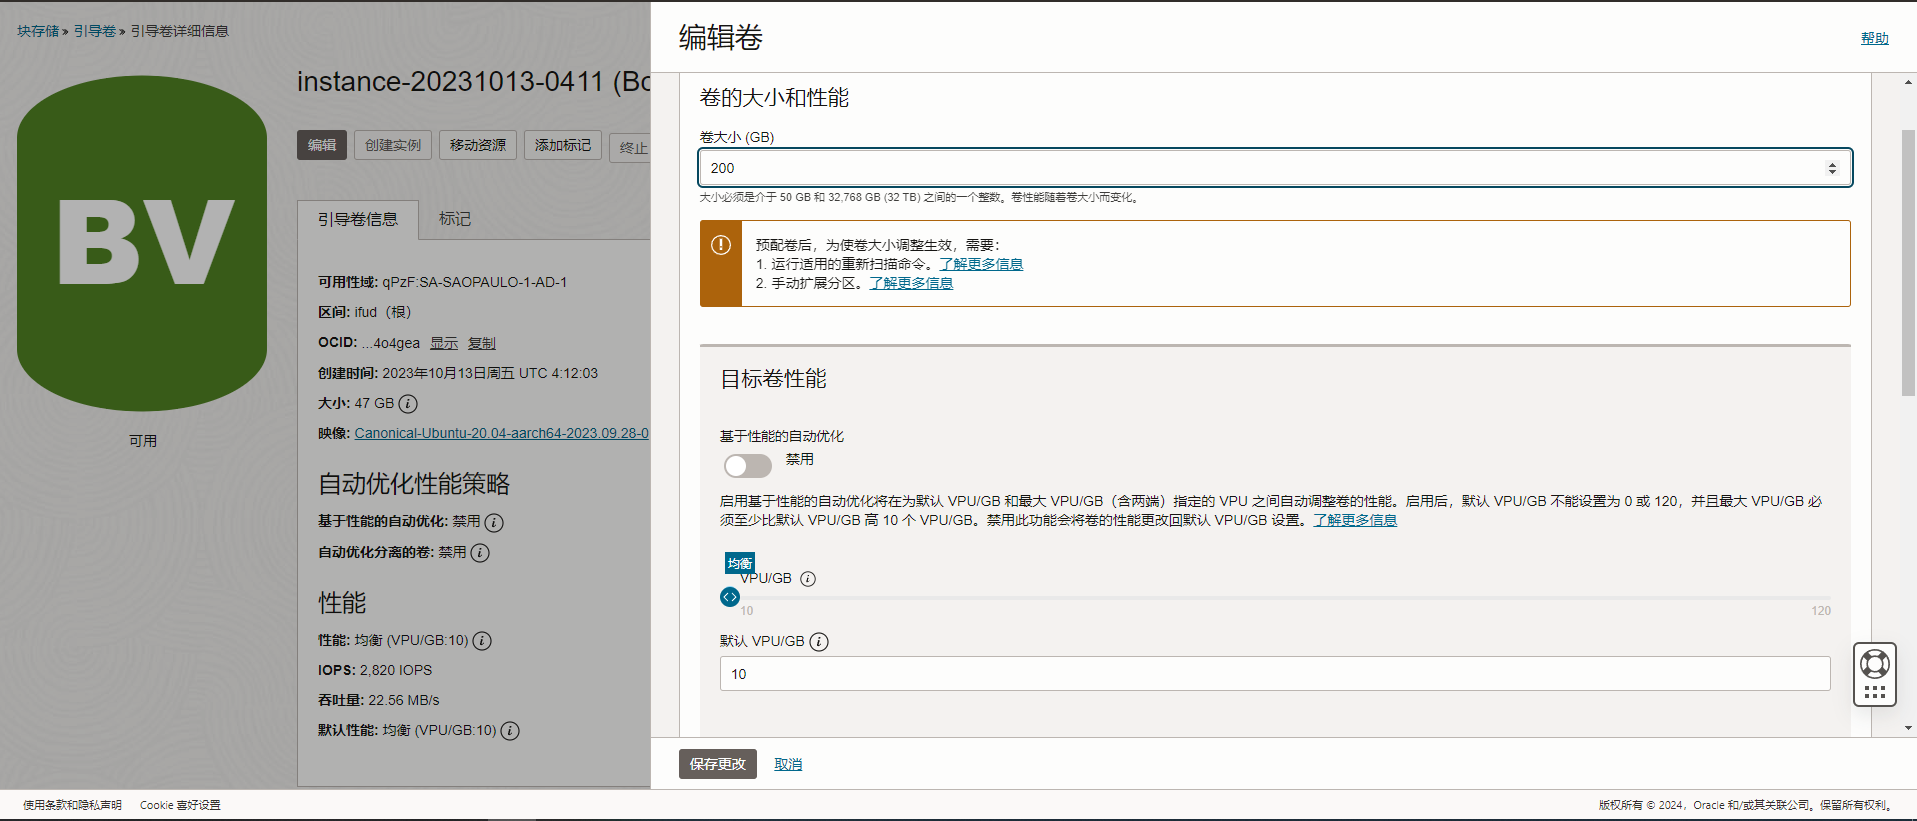 块存储 » 引导卷 » 引导卷详细信息
BV
可用
instance-20231013-0411 (Bo
编辑 创建实例 移动资源 添加标记 终止
引导卷信息 标记
可用性域: qPzF:SA-SAOPAULO-1-AD-1
区间: ifud（根）
OCID: ...4o4gea 显示 复制
创建时间: 2023年10月13日周五 UTC 4:12:03
大小: 47 GB
映像: Canonical-Ubuntu-20.04-aarch64-2023.09.28-0
自动优化性能策略
基于性能的自动优化: 禁用
自动优化分离的卷: 禁用
性能
性能: 均衡 (VPU/GB:10)
IOPS: 2,820 IOPS
吞吐量: 22.56 MB/s
默认性能: 均衡 (VPU/GB:10)
编辑卷
帮助
卷的大小和性能
卷大小 (GB)
200
大小必须是介于 50 GB 和 32,768 GB (32 TB) 之间的一个整数。卷性能随着卷大小而变化。
预配卷后，为使卷大小调整生效，需要：
1. 运行适用的重新扫描命令。了解更多信息
2. 手动扩展分区。了解更多信息
目标卷性能
基于性能的自动优化
禁用
启用基于性能的自动优化将在为默认 VPU/GB 和最大 VPU/GB（含两端）指定的 VPU 之间自动调整卷的性能。启用后，默认 VPU/GB 不能设置为 0 或 120，并且最大 VPU/GB 必
须至少比默认 VPU/GB 高 10 个 VPU/GB。禁用此功能会将卷的性能更改回默认 VPU/GB 设置。了解更多信息
均衡
VPU/GB
10 120
默认 VPU/GB
10
保存更改 取消
使用条款和隐私声明 Cookie 喜好设置
版权所有 © 2024，Oracle 和/或其关联公司。保留所有权利。